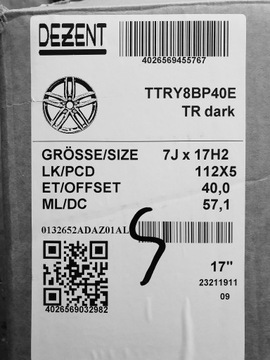 DEZENT
4026569455767
TTRY8BP40E
TR dark
GRÖSSE/SIZE 7J x 17H2
LK/PCD 112X5
ET/OFFSET 40,0
ML/DC 57,1
0132652ADAZ01AL
5
17"
23211911
09
4026569032982